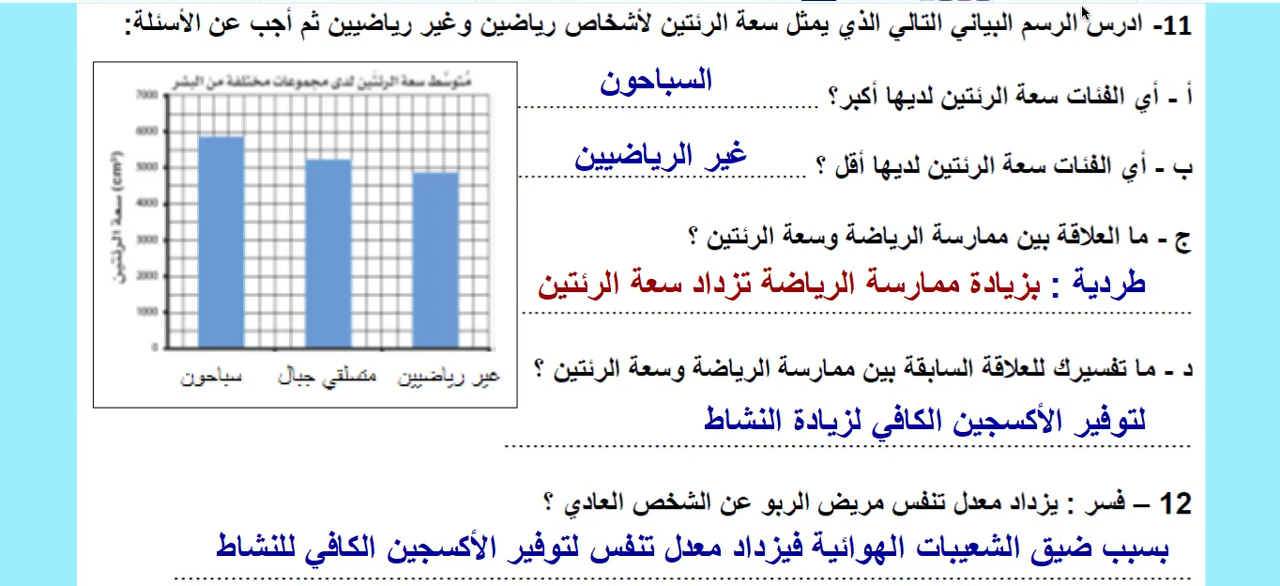 11- ادرس الرسم البياني التالي الذي يمثل سعة الرئتين لأشخاص رياضين وغير رياضيين ثم أجب عن الأسئلة:
أ - أي الفئات سعة الرئتين لديها أكبر؟ السباحون
ب - أي الفئات سعة الرئتين لديها أقل ؟ غير الرياضيين
ج - ما العلاقة بين ممارسة الرياضة وسعة الرئتين ؟
طردية : بزيادة ممارسة الرياضة تزداد سعة الرئتين
د - ما تفسيرك للعلاقة السابقة بين ممارسة الرياضة وسعة الرئتين ؟
لتوفير الأكسجين الكافي لزيادة النشاط
مُتوسّط سعة الرئتين لدى مجموعات مختلفة من البشر
سعة الرئتين (cm³)
7000
6000
5000
4000
3000
2000
1000
0
سباحون
متسلقي جبال
غير رياضيين
12 – فسر : يزداد معدل تنفس مريض الربو عن الشخص العادي ؟
بسبب ضيق الشعيبات الهوائية فيزداد معدل تنفس لتوفير الأكسجين الكافي للنشاط